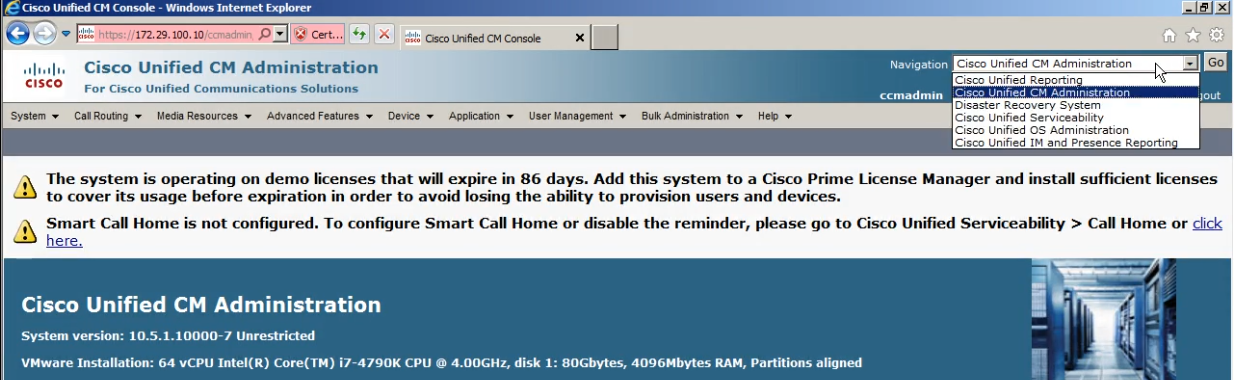 Cisco Unified CM Console - Windows Internet Explorer
https://172.29.100.10/ccmadmin Cert... Cisco Unified CM Console
CISCO
Cisco Unified CM Administration
For Cisco Unified Communications Solutions
Navigation Cisco Unified CM Administration Go
ccmadmin
Cisco Unified Reporting
Cisco Unified CM Administration
Disaster Recovery System
Cisco Unified Serviceability
Cisco Unified OS Administration
Cisco Unified IM and Presence Reporting
System Call Routing Media Resources Advanced Features Device Application User Management Bulk Administration Help
The system is operating on demo licenses that will expire in 86 days. Add this system to a Cisco Prime License Manager and install sufficient licenses
to cover its usage before expiration in order to avoid losing the ability to provision users and devices.
Smart Call Home is not configured. To configure Smart Call Home or disable the reminder, please go to Cisco Unified Serviceability > Call Home or click
here.
Cisco Unified CM Administration
System version: 10.5.1.10000-7 Unrestricted
VMware Installation: 64 vCPU Intel(R) Core(TM) i7-4790K CPU @ 4.00GHz, disk 1: 80Gbytes, 4096Mbytes RAM, Partitions aligned